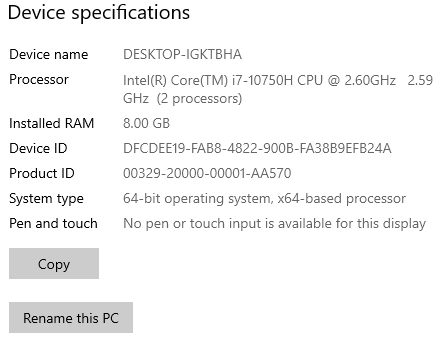 Device specifications
Device name DESKTOP-IGKTBHA
Processor Intel(R) Core(TM) i7-10750H CPU @ 2.60GHz 2.59
GHz (2 processors)
Installed RAM 8.00 GB
Device ID DFCDEE19-FAB8-4822-900B-FA38B9EFB24A
Product ID 00329-20000-00001-AA570
System type 64-bit operating system, x64-based processor
Pen and touch No pen or touch input is available for this display
Copy
Rename this PC